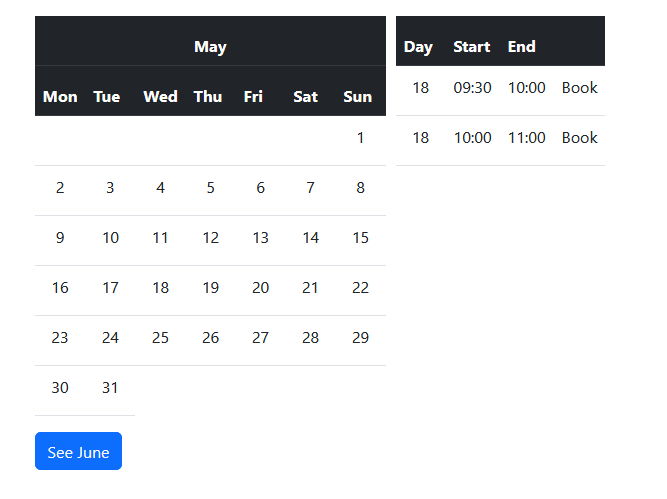 May
Mon Tue Wed Thu Fri Sat Sun
1
2 3 4 5 6 7 8
9 10 11 12 13 14 15
16 17 18 19 20 21 22
23 24 25 26 27 28 29
30 31
See June
Day Start End
18 09:30 10:00 Book
18 10:00 11:00 Book